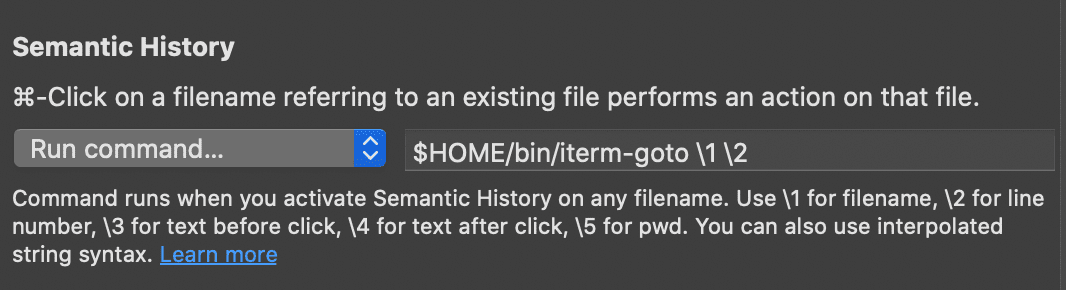 Semantic History
⌘-Click on a filename referring to an existing file performs an action on that file.
Run command...
$HOME/bin/iterm-goto \1 \2
Command runs when you activate Semantic History on any filename. Use \1 for filename, \2 for line
number, \3 for text before click, \4 for text after click, \5 for pwd. You can also use interpolated
string syntax. Learn more